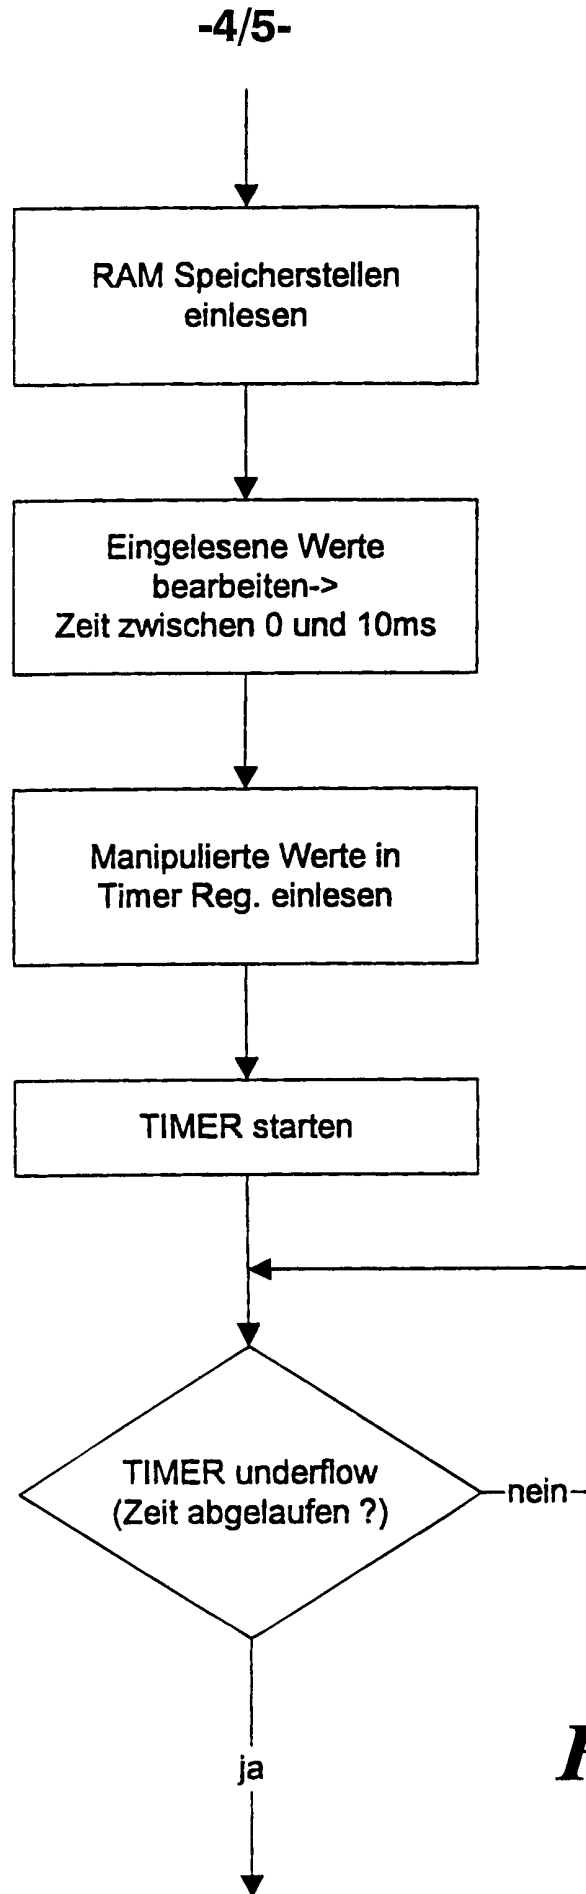 -4/5-
RAM Speicherstellen
einlesen
Eingelesene Werte
bearbeiten->
Zeit zwischen 0 und 10ms
Manipulierte Werte in
Timer Reg. einlesen
TIMER starten
TIMER underflow
(Zeit abgelaufen ?)
nein
ja